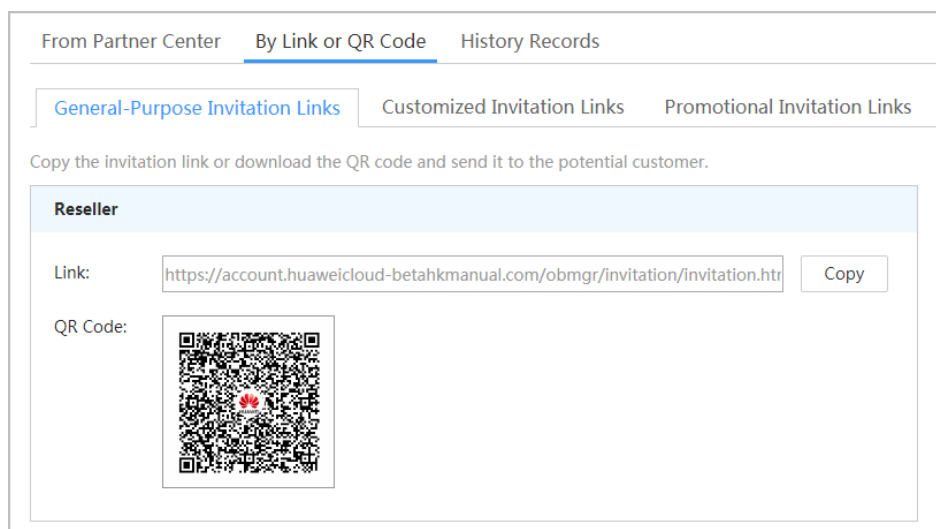 From Partner Center By Link or QR Code History Records
General-Purpose Invitation Links Customized Invitation Links Promotional Invitation Links
Copy the invitation link or download the QR code and send it to the potential customer.
Reseller
Link: https://account.huaweicloud-betahkmanual.com/obmgr/invitation/invitation.htr Copy
QR Code:
HUAWEI